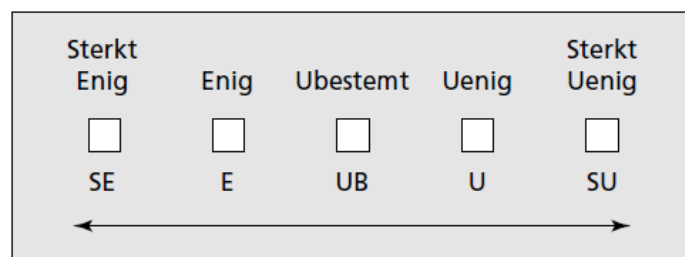 Sterkt Enig
Enig
Ubestemt
Uenig
Sterkt Uenig
SE E UB U SU